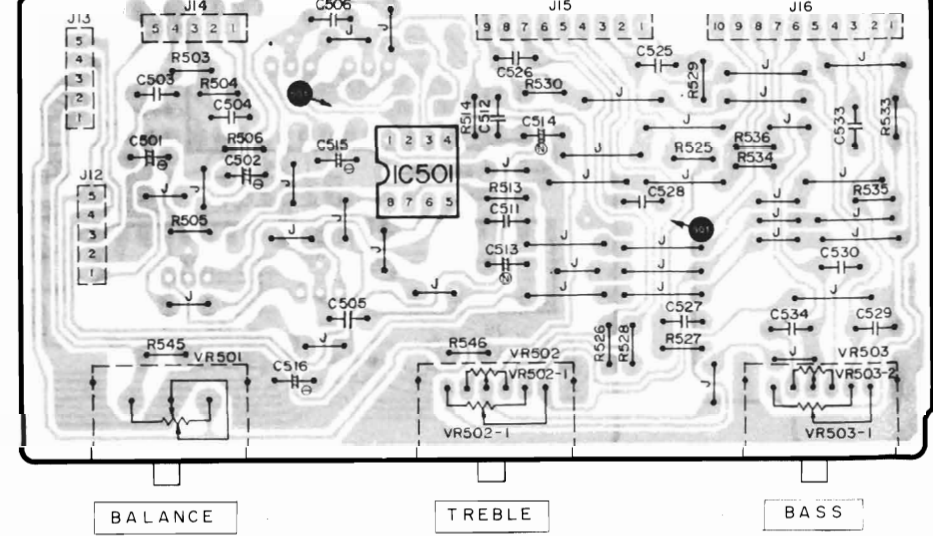 J13 J14 C506 J15 J16
5 4 3 2 1 9 8 7 6 5 4 3 2 1 10 9 8 7 6 5 4 3 2 1
5 4 3 2 1
R503 J J C525 J
C503 R504 C526 R530 R529 J
C504 R514 C512 J J C533 R533
C501 R506 C514 J R536 J
C502 C515 N J R525 R534
1 2 3 4
IC501
8 7 6 5
J12 J J J J J J
5 4 3 2 1
R513 C528 J R535
R505 J C511 J J
J J J J J J
C513 N J J C530
J J J J J
C505 C527 C534 C529
R545 J R546 R526 R528 R527 J
VR501 C516 VR502 J VR503
VR502-1 VR503-2
VR502-1 VR503-1
BALANCE TREBLE BASS